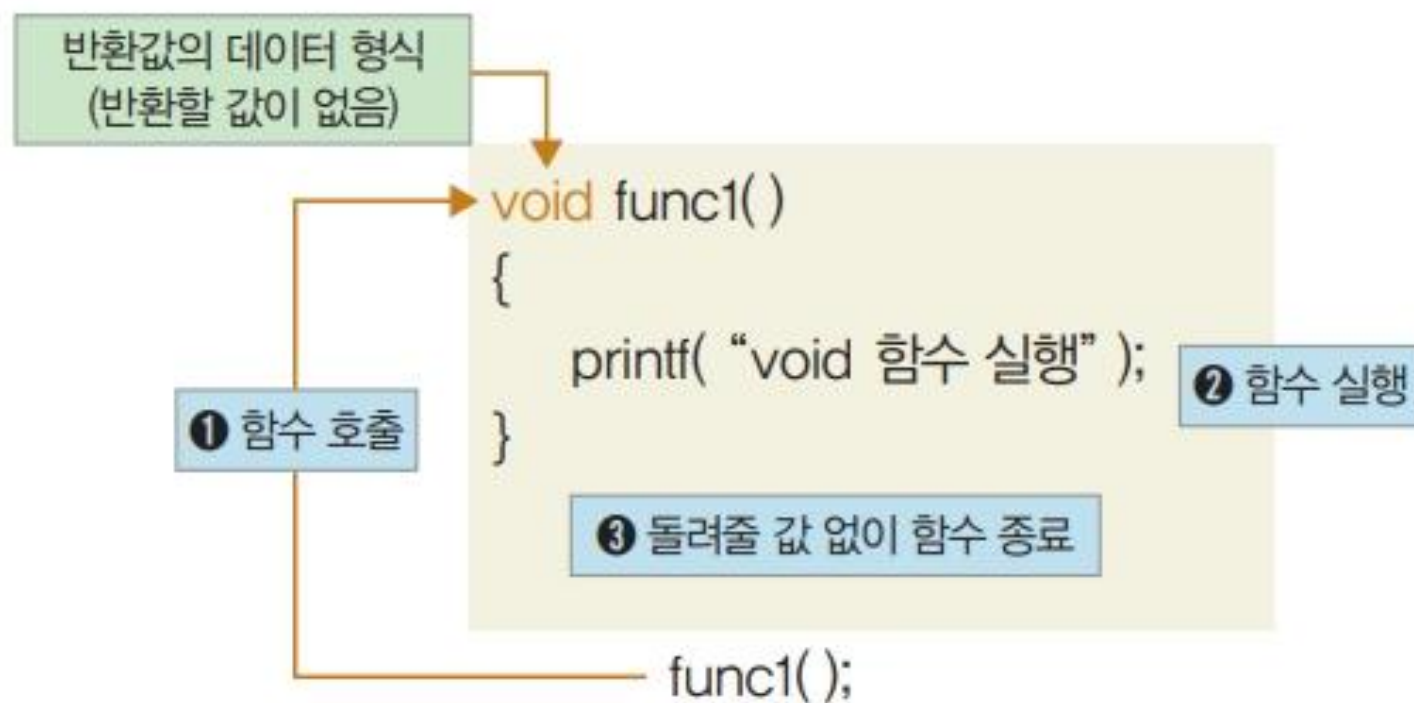 반환값의 데이터 형식
(반환할 값이 없음)
void func1( )
{
printf( “void 함수 실행” );
❷ 함수 실행
❶ 함수 호출
}
❸ 돌려줄 값 없이 함수 종료
func1( );